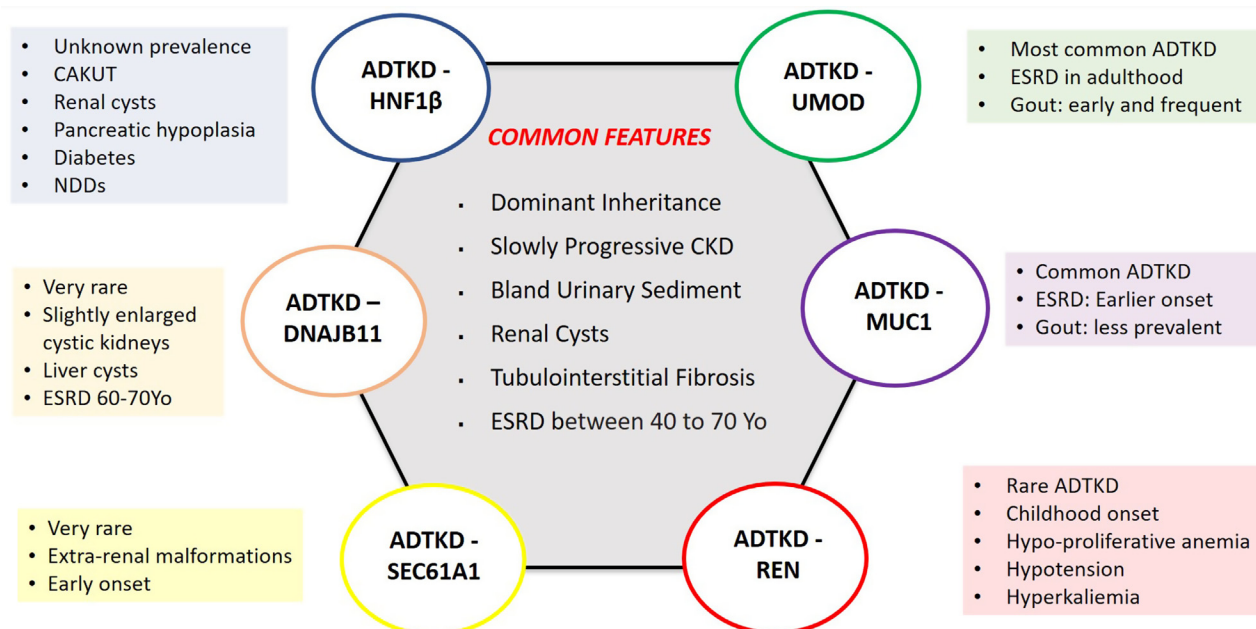 • Unknown prevalence
• CAKUT
• Renal cysts
• Pancreatic hypoplasia
• Diabetes
• NDDs
ADTKD -
HNF1β
ADTKD -
UMOD
• Most common ADTKD
• ESRD in adulthood
• Gout: early and frequent
COMMON FEATURES
▪ Dominant Inheritance
▪ Slowly Progressive CKD
▪ Bland Urinary Sediment
▪ Renal Cysts
▪ Tubulointerstitial Fibrosis
▪ ESRD between 40 to 70 Yo
• Very rare
• Slightly enlarged
cystic kidneys
• Liver cysts
• ESRD 60-70Yo
ADTKD –
DNAJB11
ADTKD -
MUC1
• Common ADTKD
• ESRD: Earlier onset
• Gout: less prevalent
• Very rare
• Extra-renal malformations
• Early onset
ADTKD -
SEC61A1
ADTKD -
REN
• Rare ADTKD
• Childhood onset
• Hypo-proliferative anemia
• Hypotension
• Hyperkaliemia